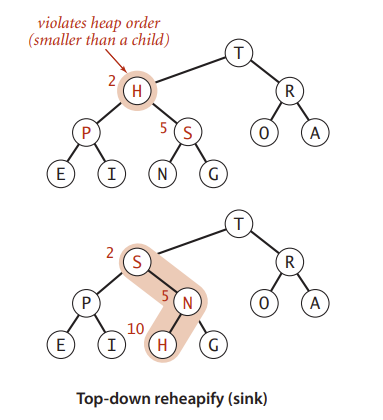 violates heap order
(smaller than a child)
T
2 H R
P 5 S O A
E I N G
T
2 S R
P 5 N O A
10
E I H G
Top-down reheapify (sink)